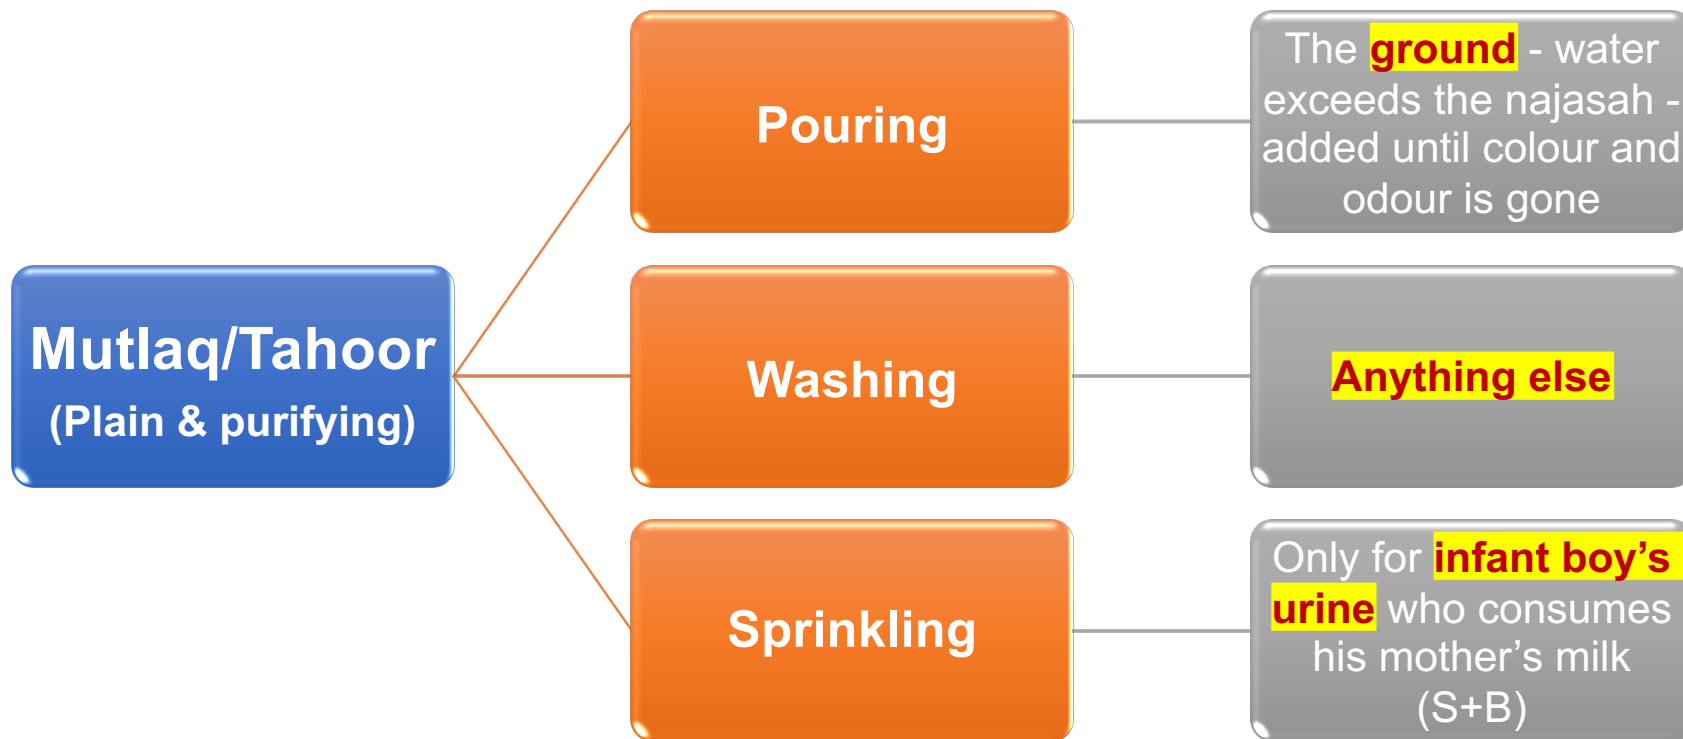 Mutlaq/Tahoor
(Plain & purifying)
Pouring
The ground - water
exceeds the najasah -
added until colour and
odour is gone
Washing
Anything else
Sprinkling
Only for infant boy’s
urine who consumes
his mother’s milk
(S+B)